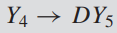 Y₄ → DY₅